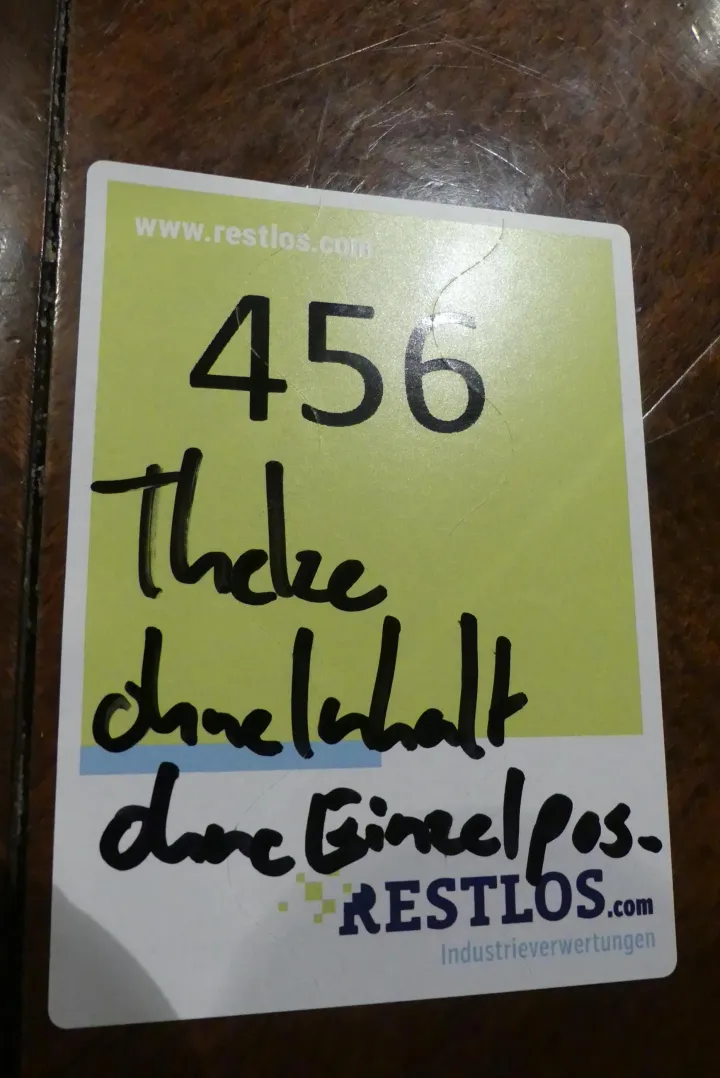 www.restlos.com
456
Theke
ohne Inhalt
ohne Einzelpos.
RESTLOS.com
Industrieverwertungen